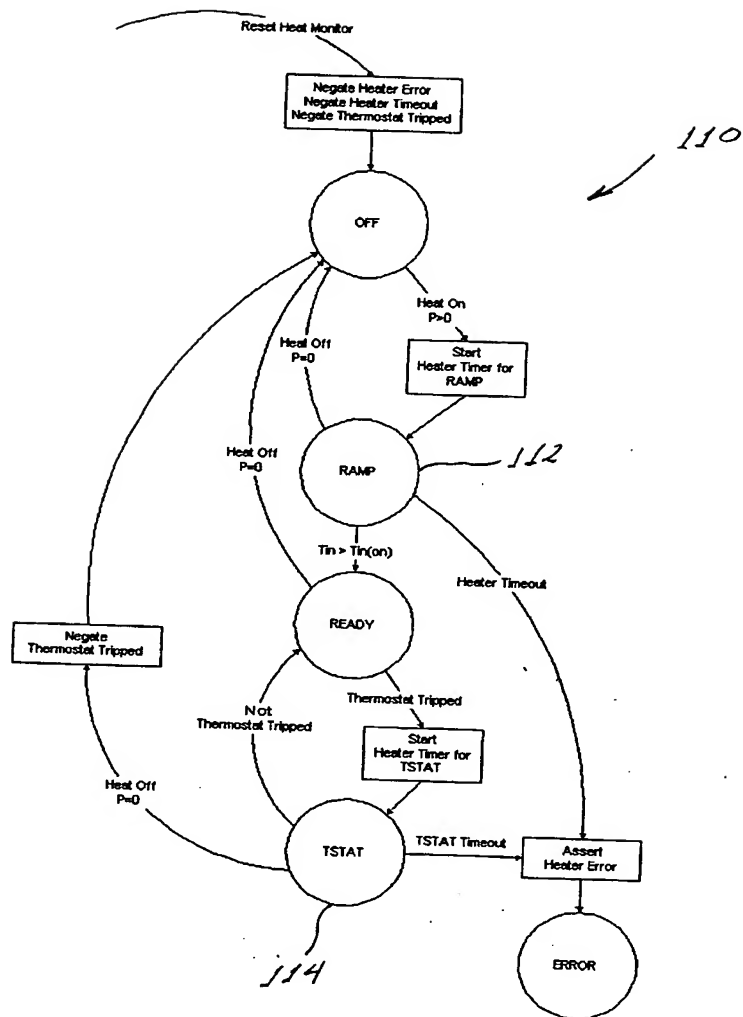 Reset Heat Monitor
Negate Heater Error
Negate Heater Timeout
Negate Thermostat Tripped
110
OFF
Heat On
P>0
Heat Off
P=0
Start
Heater Timer for
RAMP
Heat Off
P=0
RAMP
112
Tin > Tin(on)
Heater Timeout
READY
Negate
Thermostat Tripped
Not
Thermostat Tripped
Thermostat Tripped
Start
Heater Timer for
TSTAT
Heat Off
P=0
TSTAT
TSTAT Timeout
Assert
Heater Error
114
ERROR